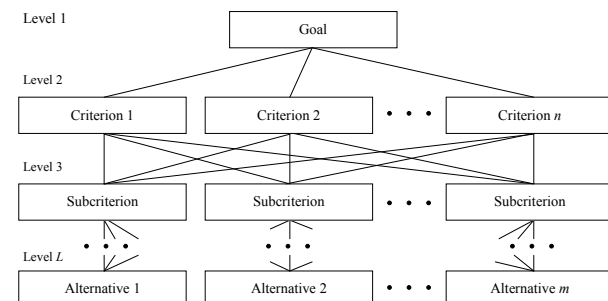 Level 1
Goal
Level 2
Criterion 1 Criterion 2 • • • Criterion n
Level 3
Subcriterion Subcriterion • • • Subcriterion
• • • • • • • • •
Level L
Alternative 1 Alternative 2 • • • Alternative m